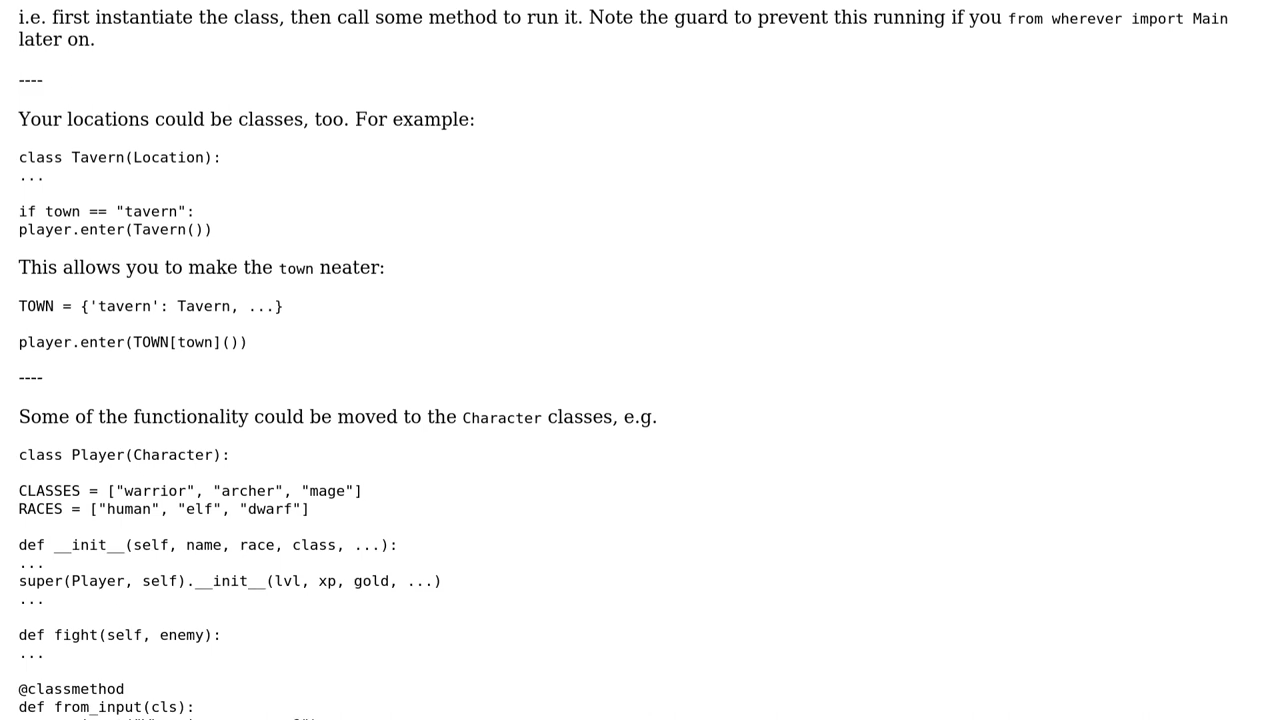 i.e. first instantiate the class, then call some method to run it. Note the guard to prevent this running if you from wherever import Main
later on.
----
Your locations could be classes, too. For example:
class Tavern(Location):
...
if town == "tavern":
player.enter(Tavern())
This allows you to make the town neater:
TOWN = {'tavern': Tavern, ...}
player.enter(TOWN[town]())
----
Some of the functionality could be moved to the Character classes, e.g.
class Player(Character):
CLASSES = ["warrior", "archer", "mage"]
RACES = ["human", "elf", "dwarf"]
def __init__(self, name, race, class, ...):
...
super(Player, self).__init__(lvl, xp, gold, ...)
...
def fight(self, enemy):
...
@classmethod
def from_input(cls):